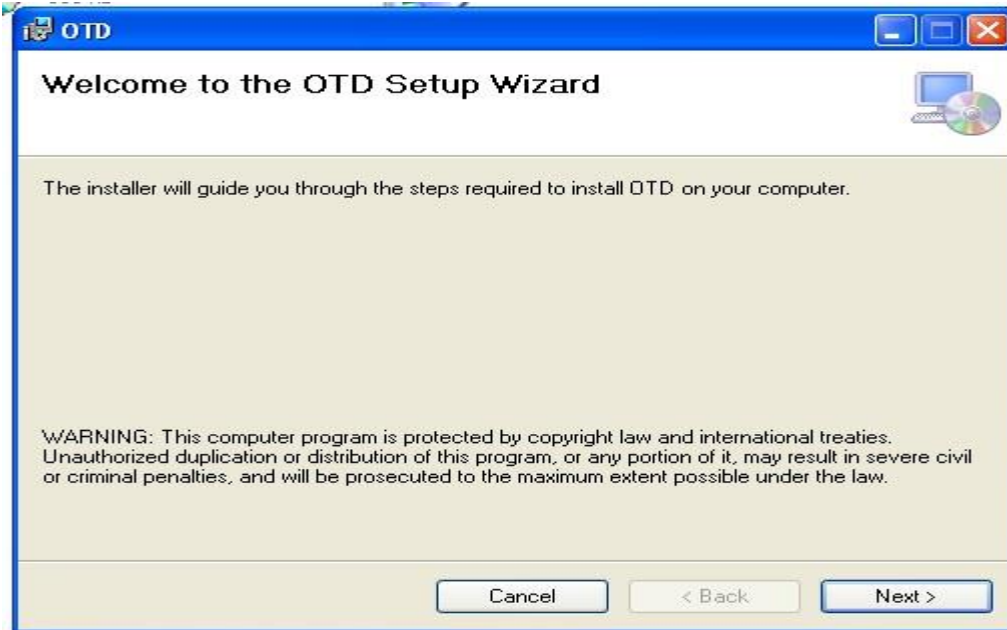 OTD
Welcome to the OTD Setup Wizard
The installer will guide you through the steps required to install OTD on your computer.
WARNING: This computer program is protected by copyright law and international treaties.
Unauthorized duplication or distribution of this program, or any portion of it, may result in severe civil
or criminal penalties, and will be prosecuted to the maximum extent possible under the law.
Cancel
< Back
Next >